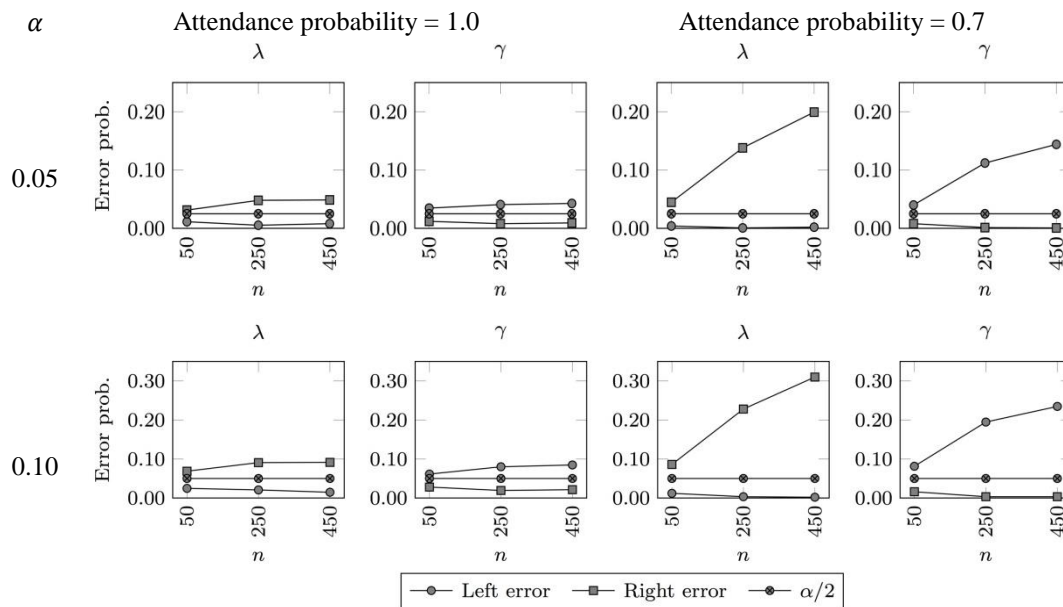 α Attendance probability = 1.0 Attendance probability = 0.7
λ γ λ γ
0.05
Error prob.
0.20 0.20 0.20 0.20
0.10 0.10 0.10 0.10
0.00 0.00 0.00 0.00
50 250 450 50 250 450 50 250 450 50 250 450
n n n n
λ γ λ γ
0.10
Error prob.
0.30 0.30 0.30 0.30
0.20 0.20 0.20 0.20
0.10 0.10 0.10 0.10
0.00 0.00 0.00 0.00
50 250 450 50 250 450 50 250 450 50 250 450
n n n n
Left error Right error α/2